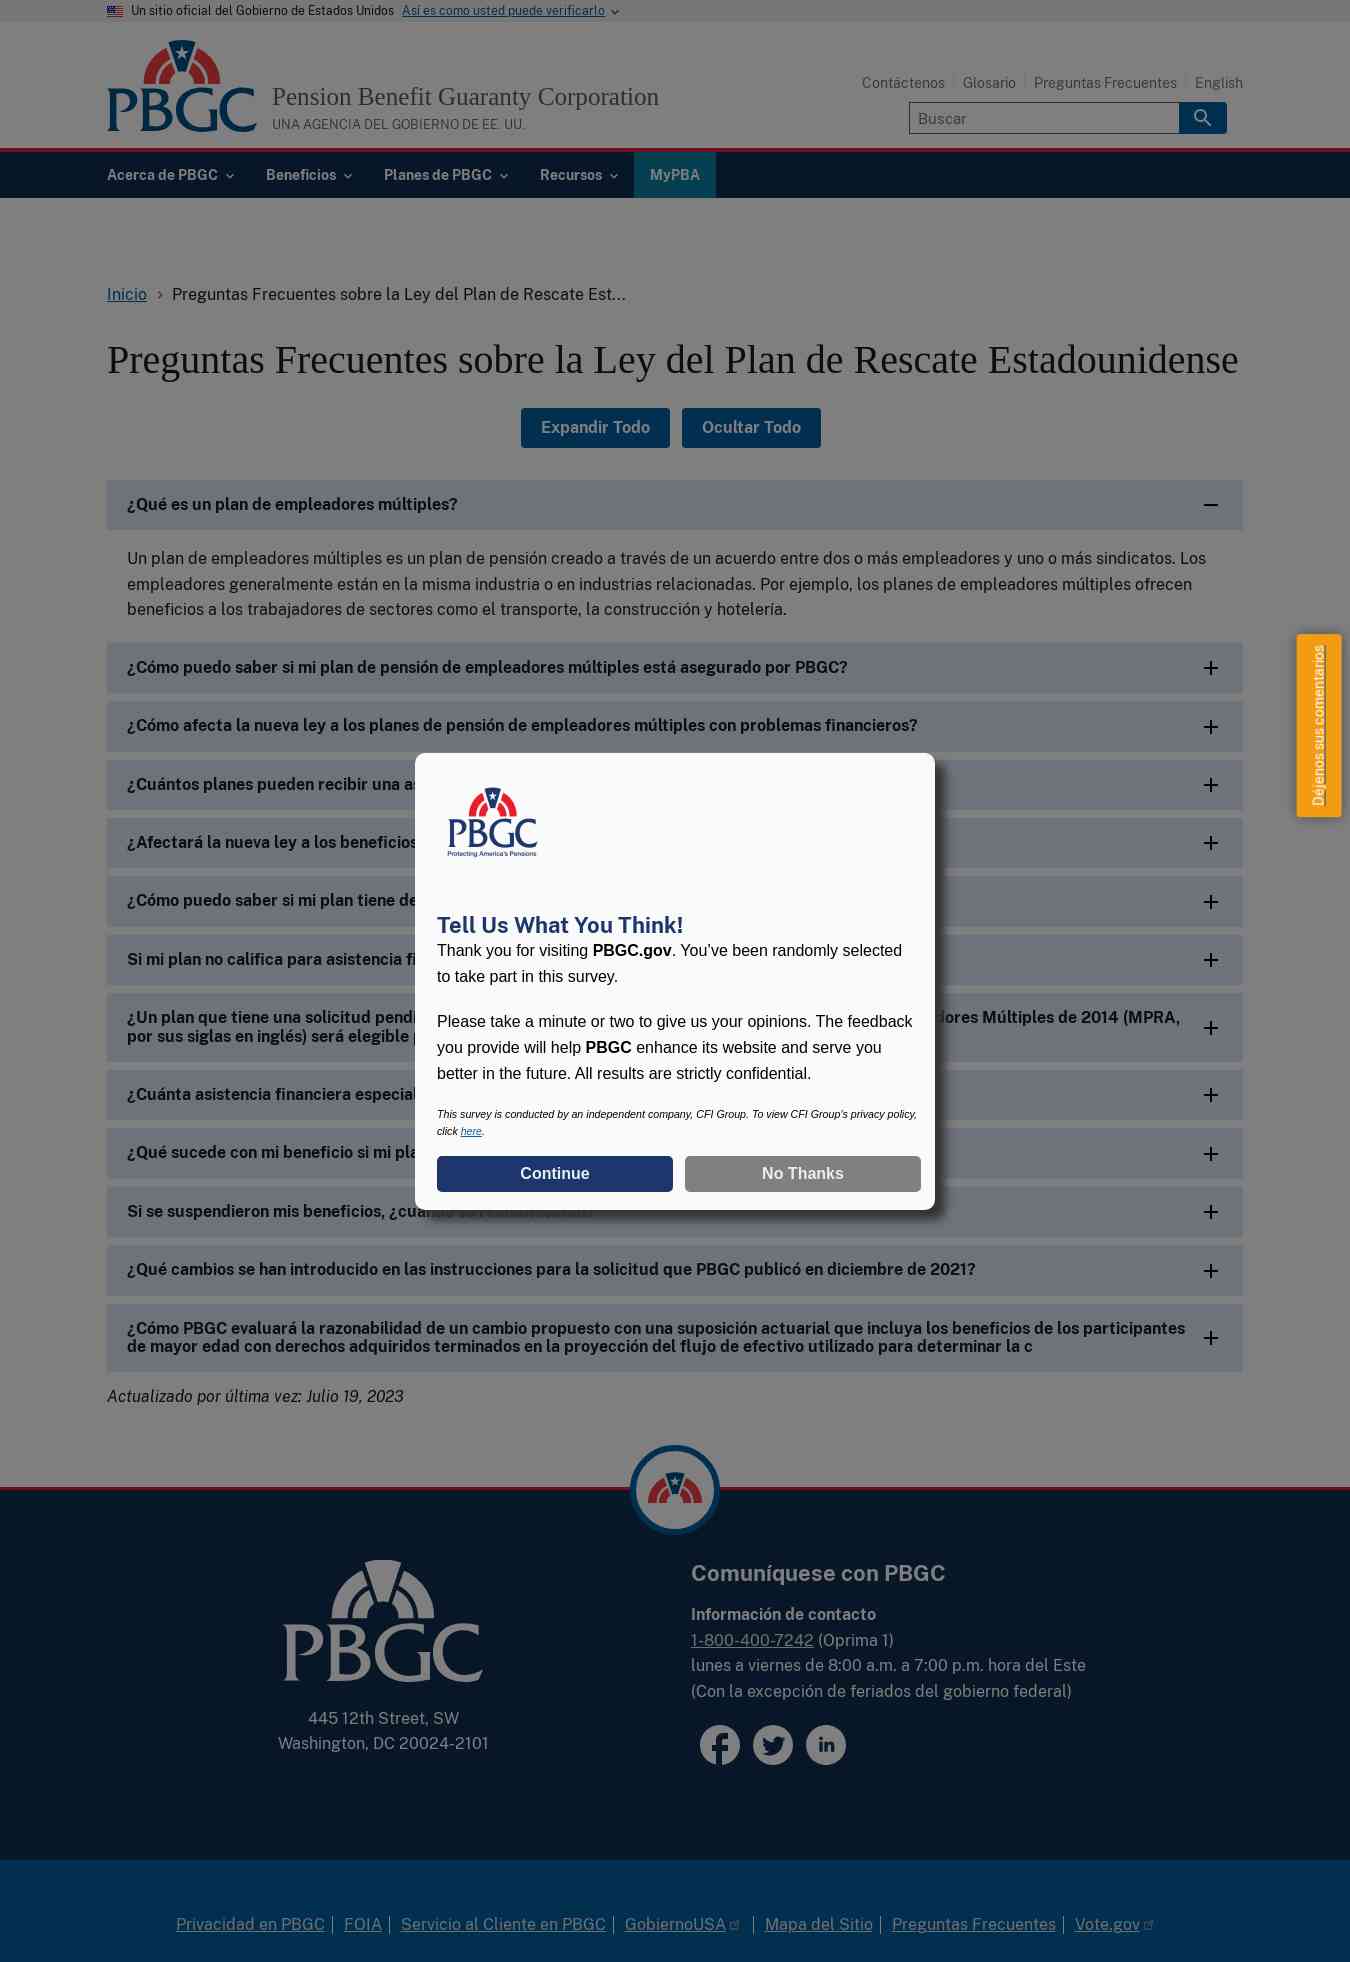 Un sitio oficial del Gobierno de Estados Unidos Así es como usted puede verificarlo
PBGC
Pension Benefit Guaranty Corporation
UNA AGENCIA DEL GOBIERNO DE EE. UU.
Contáctenos Glosario Preguntas Frecuentes English
Buscar
Acerca de PBGC Beneficios Planes de PBGC Recursos MyPBA
Inicio Preguntas Frecuentes sobre la Ley del Plan de Rescate Est...
Preguntas Frecuentes sobre la Ley del Plan de Rescate Estadounidense
Expandir Todo Ocultar Todo
¿Qué es un plan de empleadores múltiples?
Un plan de empleadores múltiples es un plan de pensión creado a través de un acuerdo entre dos o más empleadores y uno o más sindicatos. Los
empleadores generalmente están en la misma industria o en industrias relacionadas. Por ejemplo, los planes de empleadores múltiples ofrecen
beneficios a los trabajadores de sectores como el transporte, la construcción y hotelería.
¿Cómo puedo saber si mi plan de pensión de empleadores múltiples está asegurado por PBGC?
¿Cómo afecta la nueva ley a los planes de pensión de empleadores múltiples con problemas financieros?
¿Cuántos planes pueden recibir una
¿Afectará la nueva ley a los beneficios
¿Cómo puedo saber si mi plan tiene
Si mi plan no califica para asistencia
¿Un plan que tiene una solicitud Múltiples de 2014 (MPRA,
por sus siglas en inglés) será elegible
¿Cuánta asistencia financiera especial
¿Qué sucede con mi beneficio si mi
Si se suspendieron mis beneficios,
¿Qué cambios se han introducido en las instrucciones para la solicitud que PBGC publicó en diciembre de 2021?
¿Cómo PBGC evaluará la razonabilidad de un cambio propuesto con una suposición actuarial que incluya los beneficios de los participantes
de mayor edad con derechos adquiridos terminados en la proyección del flujo de efectivo utilizado para determinar la c
Actualizado por última vez: Julio 19, 2023
Déjenos sus comentarios
PBGC
Protecting America's Pensions
Tell Us What You Think!
Thank you for visiting PBGC.gov. You've been randomly selected
to take part in this survey.
Please take a minute or two to give us your opinions. The feedback
you provide will help PBGC enhance its website and serve you
better in the future. All results are strictly confidential.
This survey is conducted by an independent company, CFI Group. To view CFI Group's privacy policy,
click here.
Continue No Thanks
PBGC
445 12th Street, SW
Washington, DC 20024-2101
Comuníquese con PBGC
Información de contacto
1-800-400-7242 (Oprima 1)
lunes a viernes de 8:00 a.m. a 7:00 p.m. hora del Este
(Con la excepción de feriados del gobierno federal)
Privacidad en PBGC FOIA Servicio al Cliente en PBGC GobiernoUSA Mapa del Sitio Preguntas Frecuentes Vote.gov